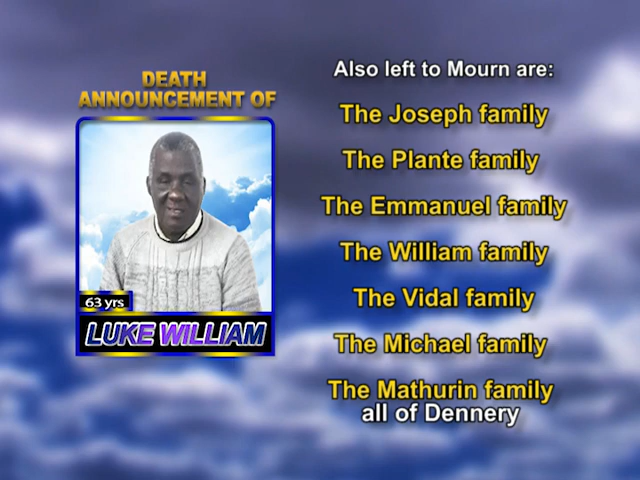 DEATH
ANNOUNCEMENT OF
63 yrs
LUKE WILLIAM
Also left to Mourn are:
The Joseph family
The Plante family
The Emmanuel family
The William family
The Vidal family
The Michael family
The Mathurin family
all of Dennery